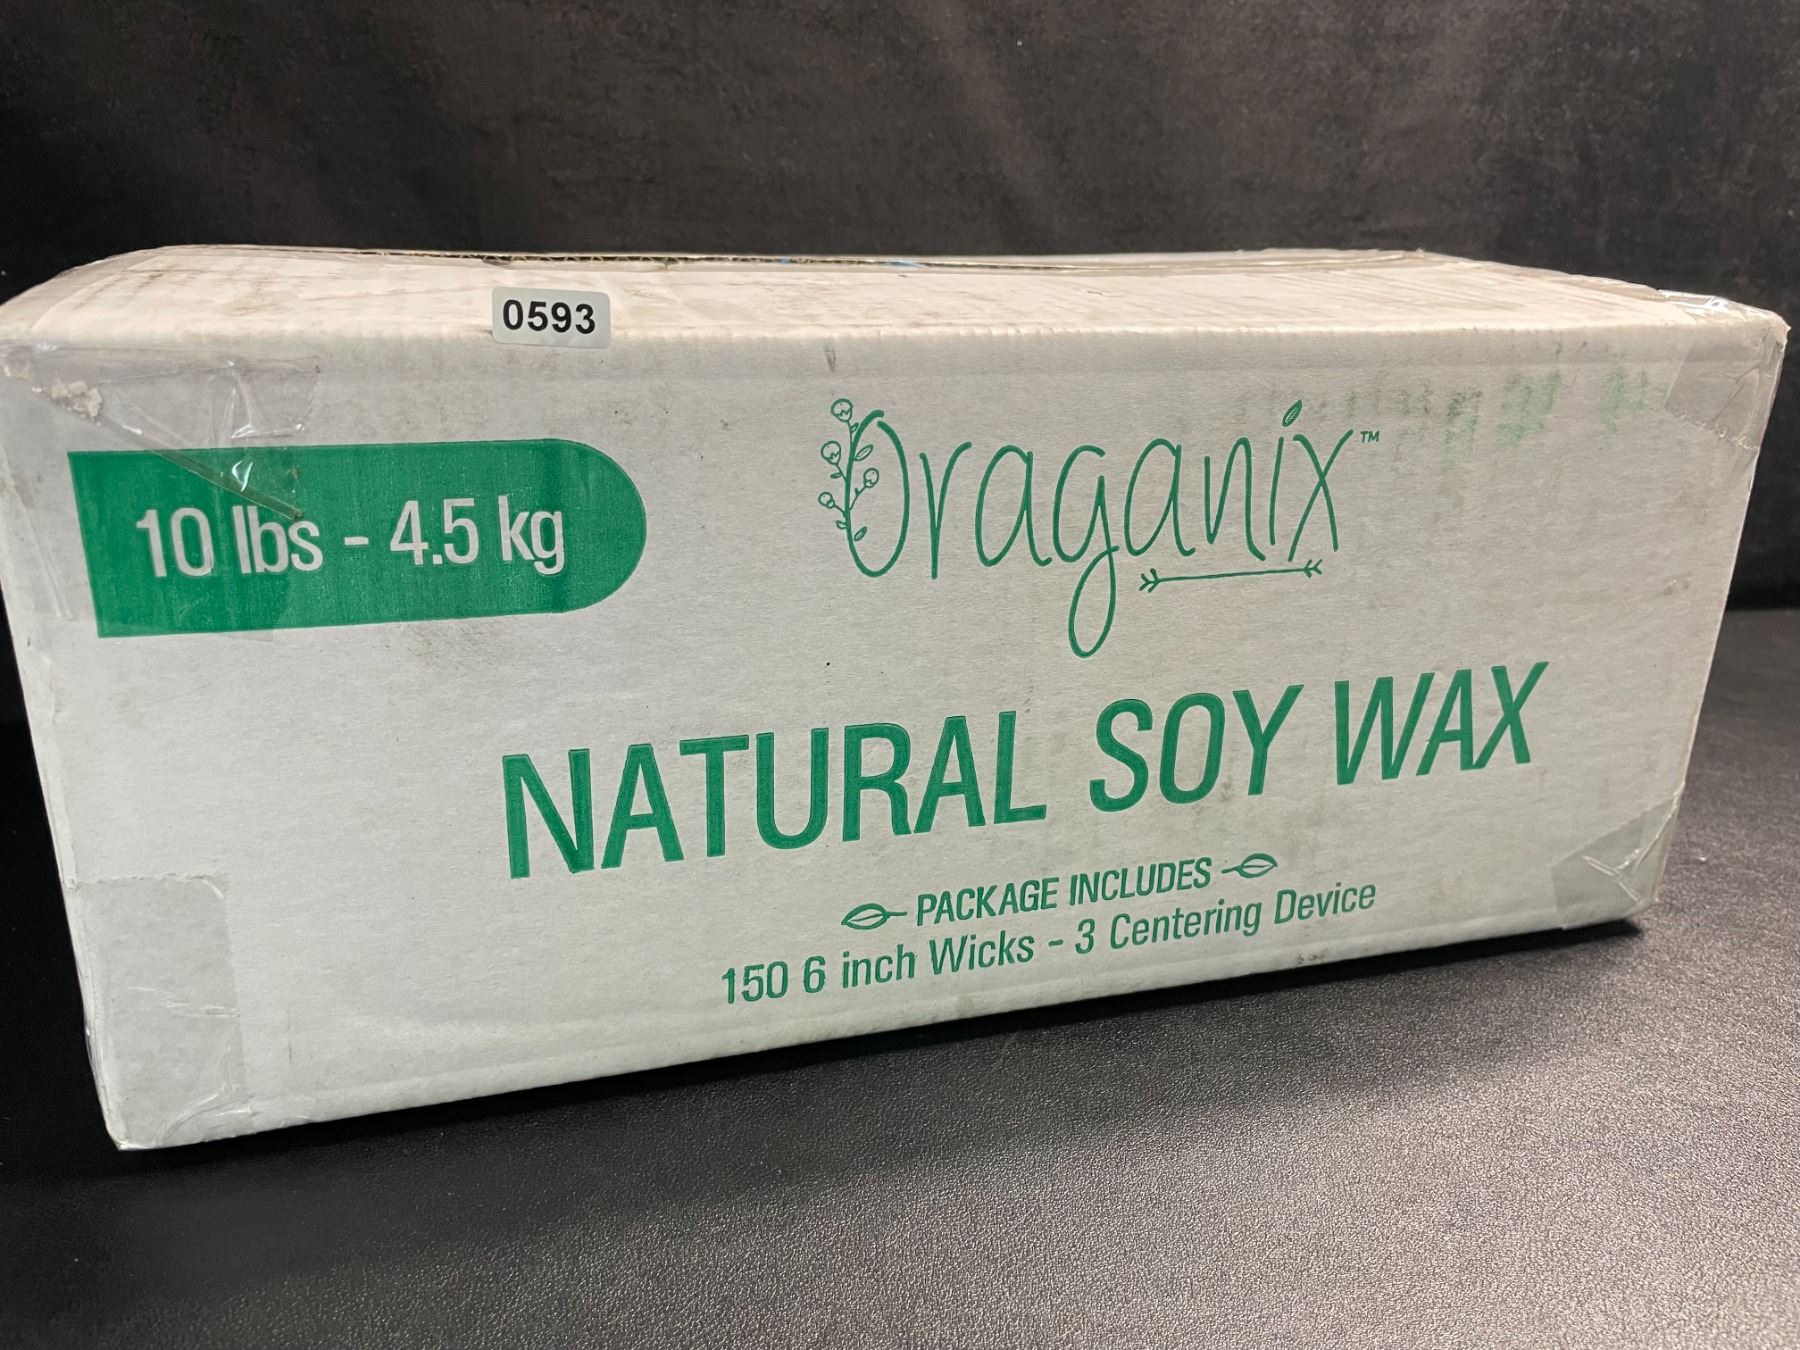 0593
10 lbs - 4.5 kg
Oraganix™
NATURAL SOY WAX
PACKAGE INCLUDES
150 6 inch Wicks - 3 Centering Device